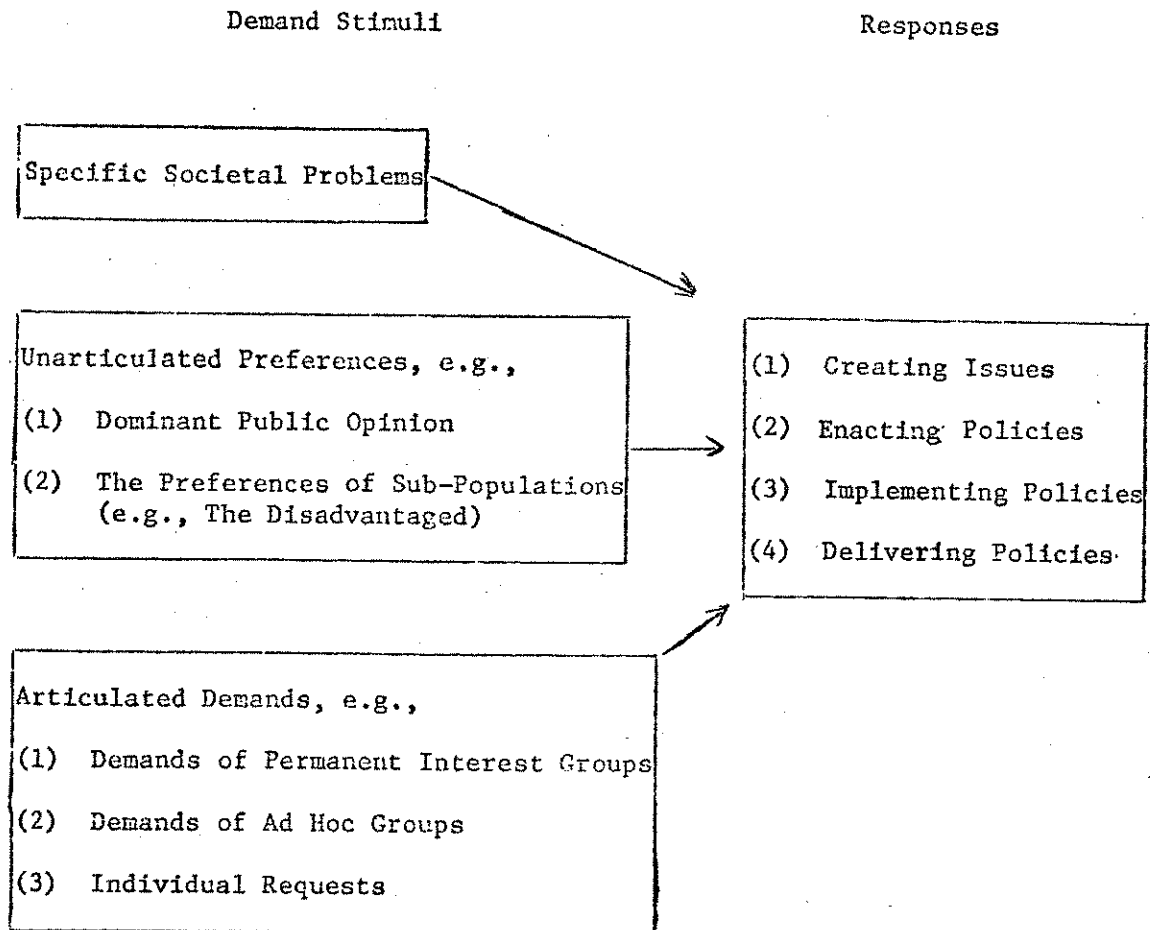 Demand Stimuli
Responses
Specific Societal Problems
Unarticulated Preferences, e.g.,
(1) Dominant Public Opinion
(2) The Preferences of Sub-Populations
(e.g., The Disadvantaged)
(1) Creating Issues
(2) Enacting Policies
(3) Implementing Policies
(4) Delivering Policies
Articulated Demands, e.g.,
(1) Demands of Permanent Interest Groups
(2) Demands of Ad Hoc Groups
(3) Individual Requests